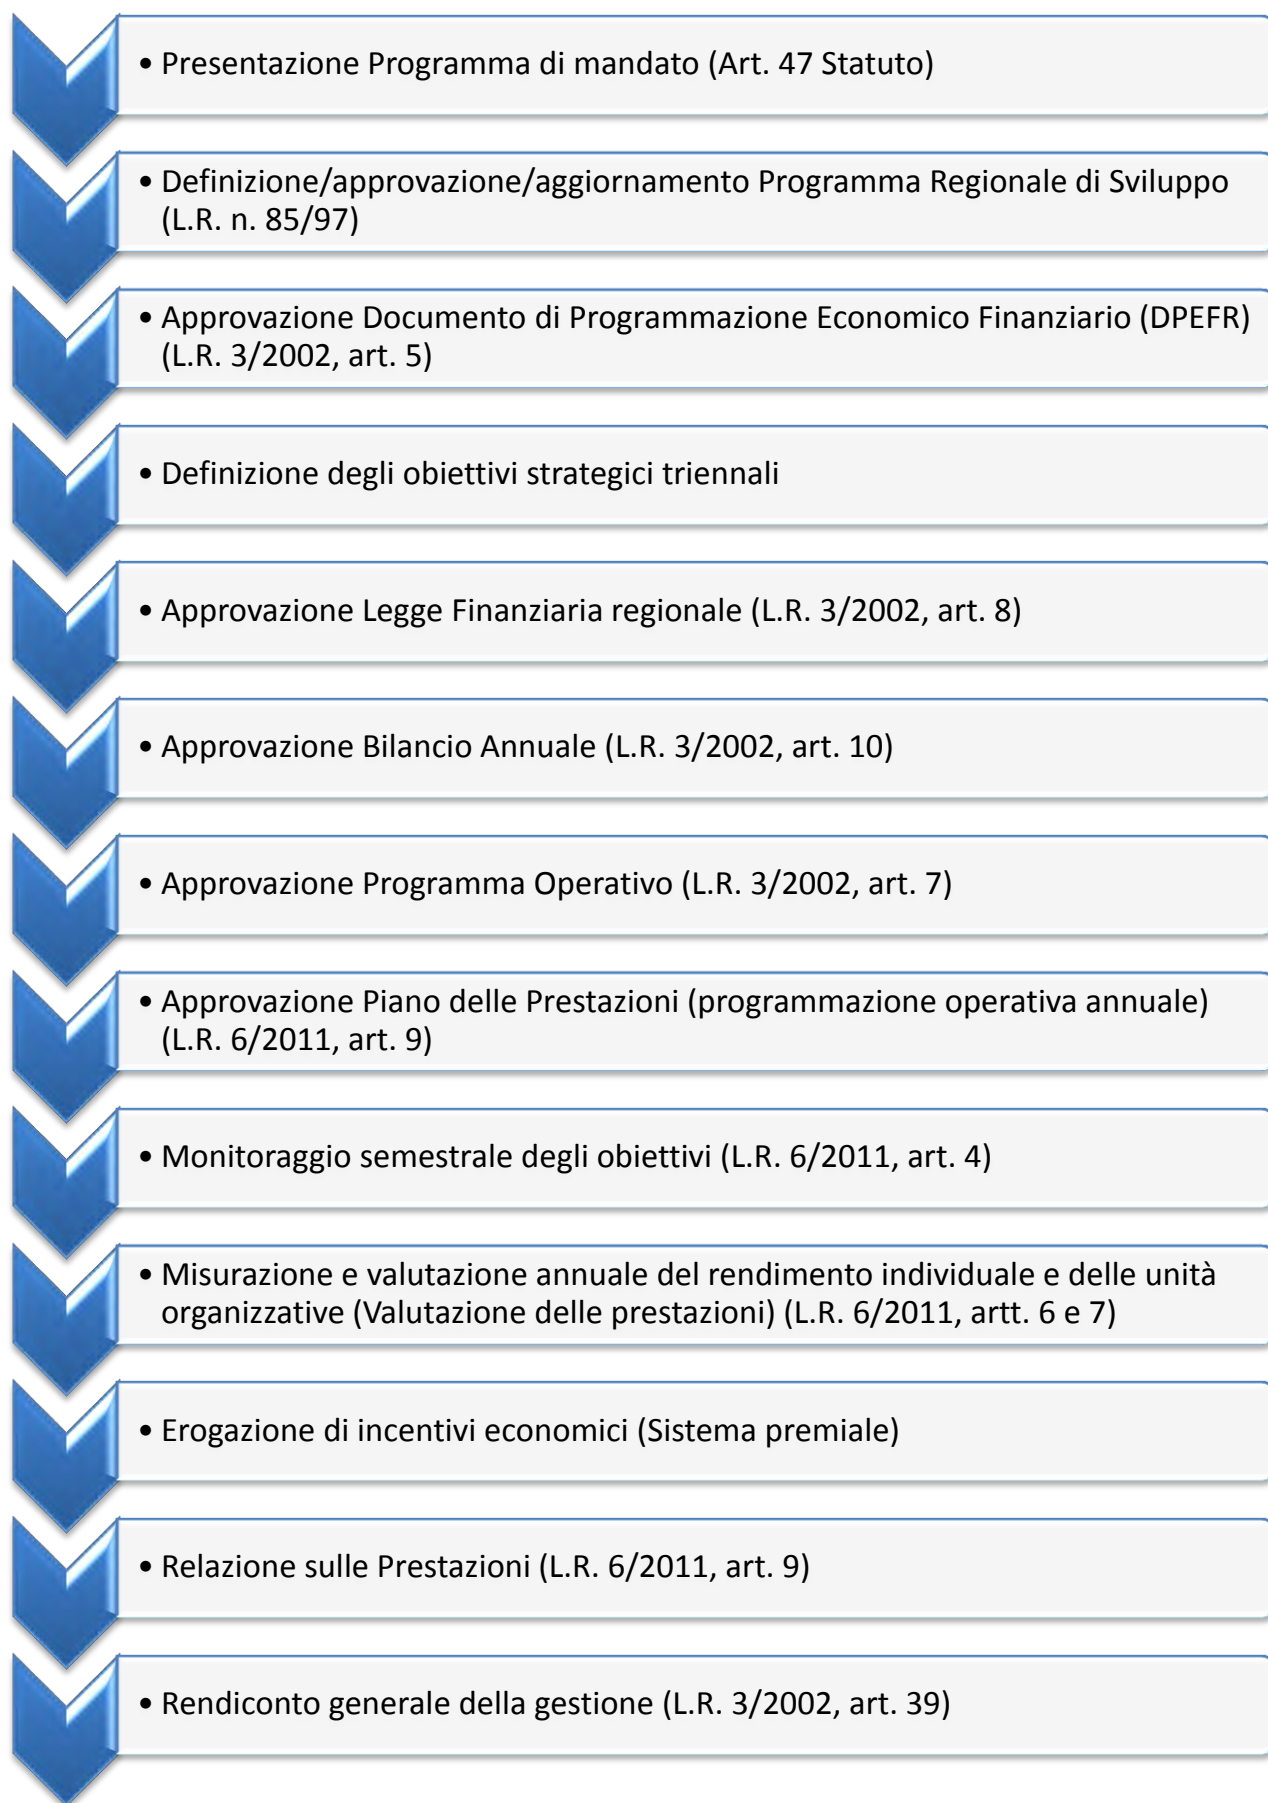 • Presentazione Programma di mandato (Art. 47 Statuto)
• Definizione/approvazione/aggiornamento Programma Regionale di Sviluppo
(L.R. n. 85/97)
• Approvazione Documento di Programmazione Economico Finanziario (DPEFR)
(L.R. 3/2002, art. 5)
• Definizione degli obiettivi strategici triennali
• Approvazione Legge Finanziaria regionale (L.R. 3/2002, art. 8)
• Approvazione Bilancio Annuale (L.R. 3/2002, art. 10)
• Approvazione Programma Operativo (L.R. 3/2002, art. 7)
• Approvazione Piano delle Prestazioni (programmazione operativa annuale)
(L.R. 6/2011, art. 9)
• Monitoraggio semestrale degli obiettivi (L.R. 6/2011, art. 4)
• Misurazione e valutazione annuale del rendimento individuale e delle unità
organizzative (Valutazione delle prestazioni) (L.R. 6/2011, artt. 6 e 7)
• Erogazione di incentivi economici (Sistema premiale)
• Relazione sulle Prestazioni (L.R. 6/2011, art. 9)
• Rendiconto generale della gestione (L.R. 3/2002, art. 39)